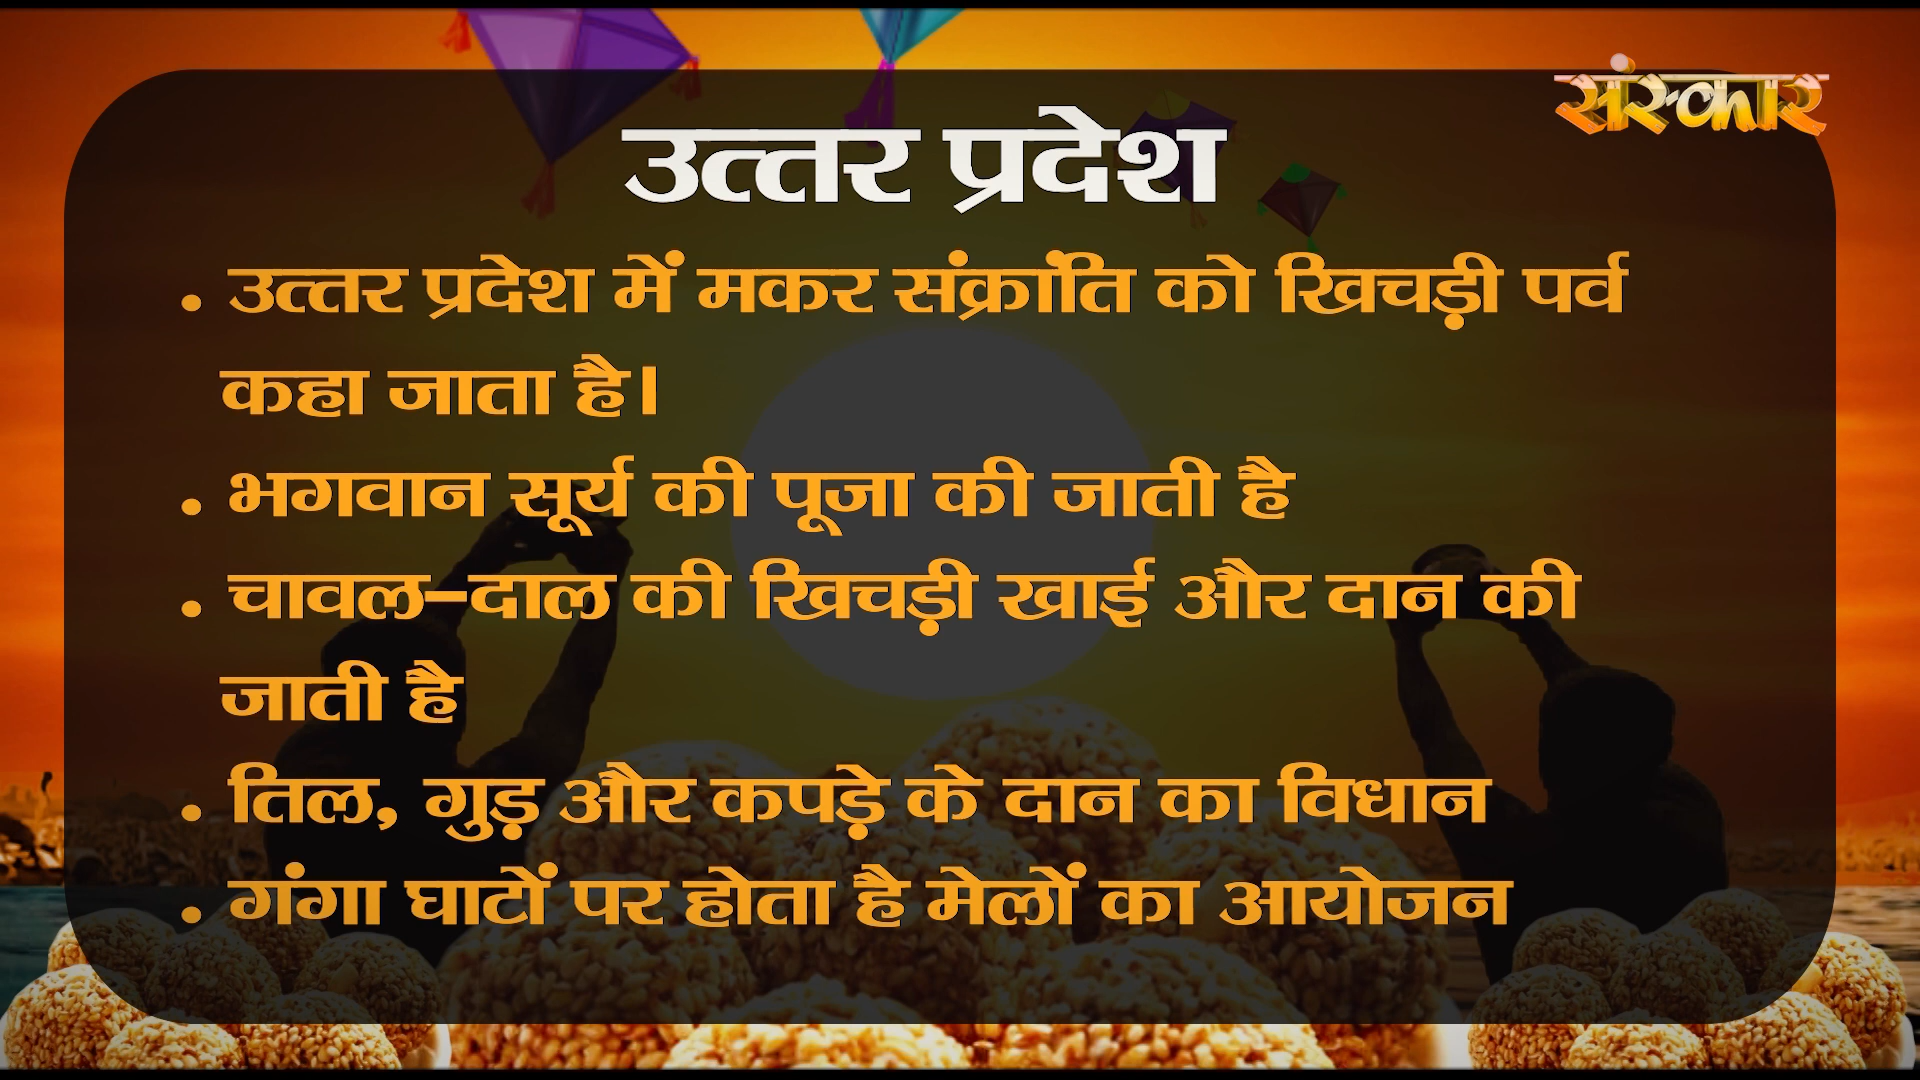 संस्कार
उत्तर प्रदेश
. उत्तर प्रदेश में मकर संक्रांति को खिचड़ी पर्व
कहा जाता है।
. भगवान सूर्य की पूजा की जाती है
. चावल-दाल की खिचड़ी खाई और दान की
जाती है
. तिल, गुड़ और कपड़े के दान का विधान
. गंगा घाटों पर होता है मेलों का आयोजन